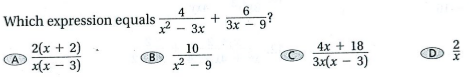 Which expression equals 4/(x² − 3x) + 6/(3x − 9)?
A 2(x + 2)/x(x − 3) B 10/(x² − 9) C 4x + 18/3x(x − 3) D 2/x